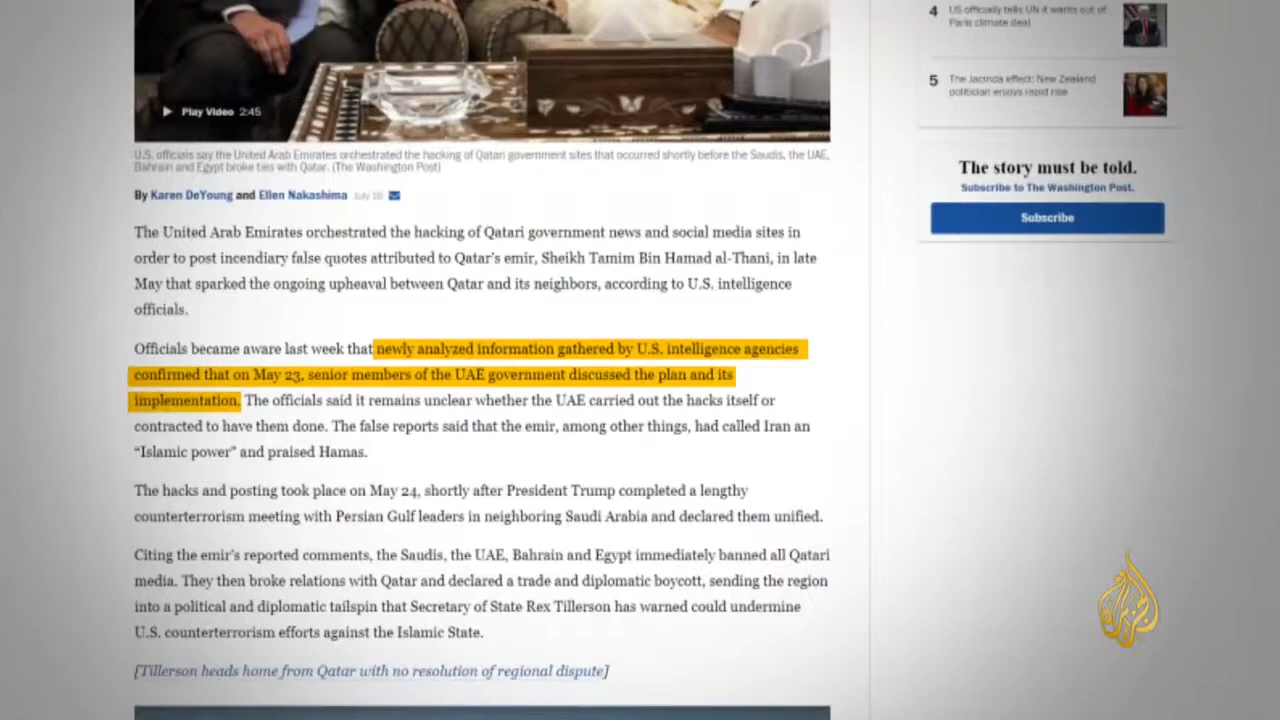 4 US officially tells UN it wants out of
Paris climate deal
5 The Jacinda effect: New Zealand
politician enjoys rapid rise
Play Video 2:45
U.S. officials say the United Arab Emirates orchestrated the hacking of Qatari government sites that occurred shortly before the Saudis, the UAE,
Bahrain and Egypt broke ties with Qatar. (The Washington Post)
The story must be told.
Subscribe to The Washington Post.
Subscribe
By Karen DeYoung and Ellen Nakashima July 16
The United Arab Emirates orchestrated the hacking of Qatari government news and social media sites in
order to post incendiary false quotes attributed to Qatar’s emir, Sheikh Tamim Bin Hamad al-Thani, in late
May that sparked the ongoing upheaval between Qatar and its neighbors, according to U.S. intelligence
officials.
Officials became aware last week that newly analyzed information gathered by U.S. intelligence agencies
confirmed that on May 23, senior members of the UAE government discussed the plan and its
implementation. The officials said it remains unclear whether the UAE carried out the hacks itself or
contracted to have them done. The false reports said that the emir, among other things, had called Iran an
“Islamic power” and praised Hamas.
The hacks and posting took place on May 24, shortly after President Trump completed a lengthy
counterterrorism meeting with Persian Gulf leaders in neighboring Saudi Arabia and declared them unified.
Citing the emir’s reported comments, the Saudis, the UAE, Bahrain and Egypt immediately banned all Qatari
media. They then broke relations with Qatar and declared a trade and diplomatic boycott, sending the region
into a political and diplomatic tailspin that Secretary of State Rex Tillerson has warned could undermine
U.S. counterterrorism efforts against the Islamic State.
[Tillerson heads home from Qatar with no resolution of regional dispute]
الجزيرة